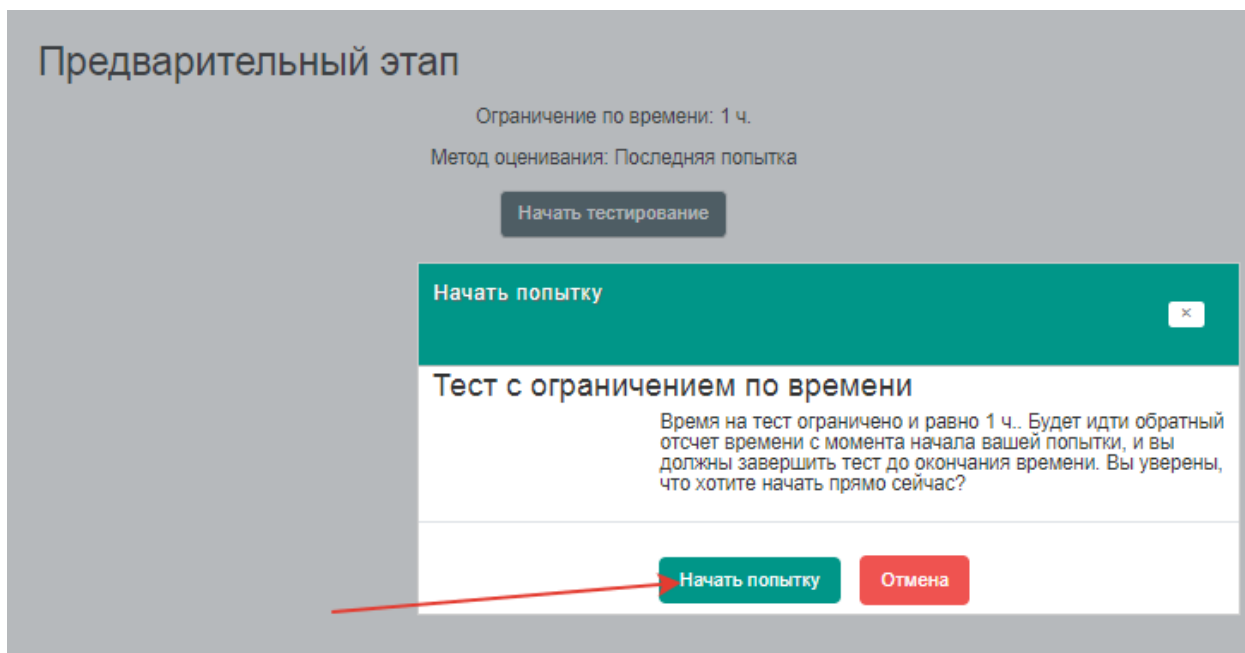 Предварительный этап
Ограничение по времени: 1 ч.
Метод оценивания: Последняя попытка
Начать тестирование
Начать попытку
×
Тест с ограничением по времени
Время на тест ограничено и равно 1 ч.. Будет идти обратный
отсчет времени с момента начала вашей попытки, и вы
должны завершить тест до окончания времени. Вы уверены,
что хотите начать прямо сейчас?
Начать попытку
Отмена